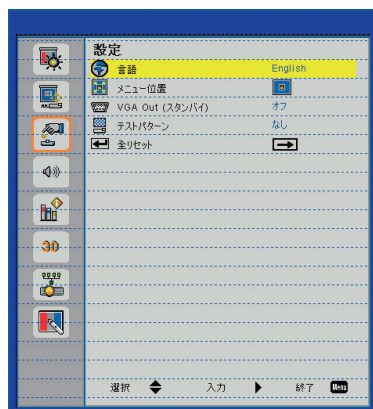 設定
言語 English
メニュー位置
VGA Out (スタンバイ) オフ
テストパターン なし
全リセット
3D
選択 入力 終了 Menu